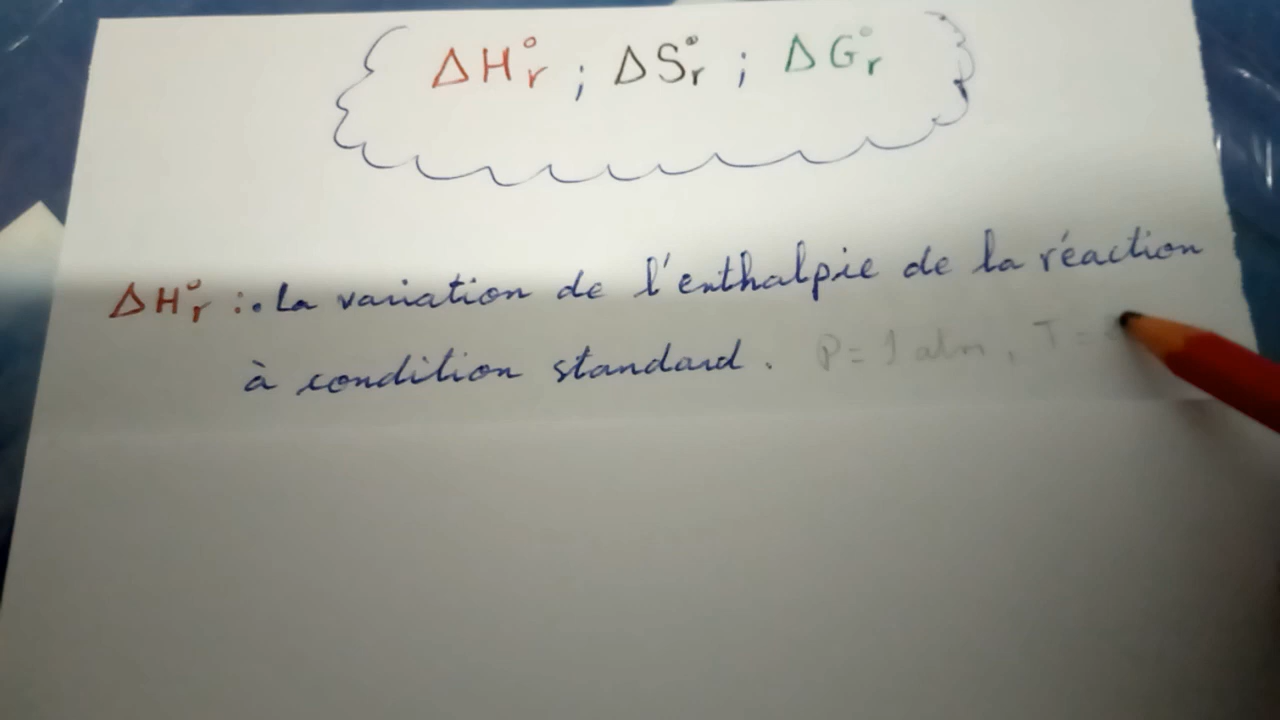 ΔH°r ; ΔS°r ; ΔG°r
ΔH°r : . La variation de l'enthalpie de la réaction
à condition standard . P = 1 atm , T =